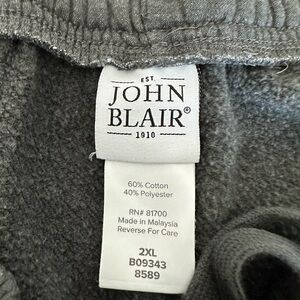 EST.
JOHN
BLAIR®
1910
60% Cotton
40% Polyester
RN# 81700
Made in Malaysia
Reverse For Care
2XL
B09343
8589